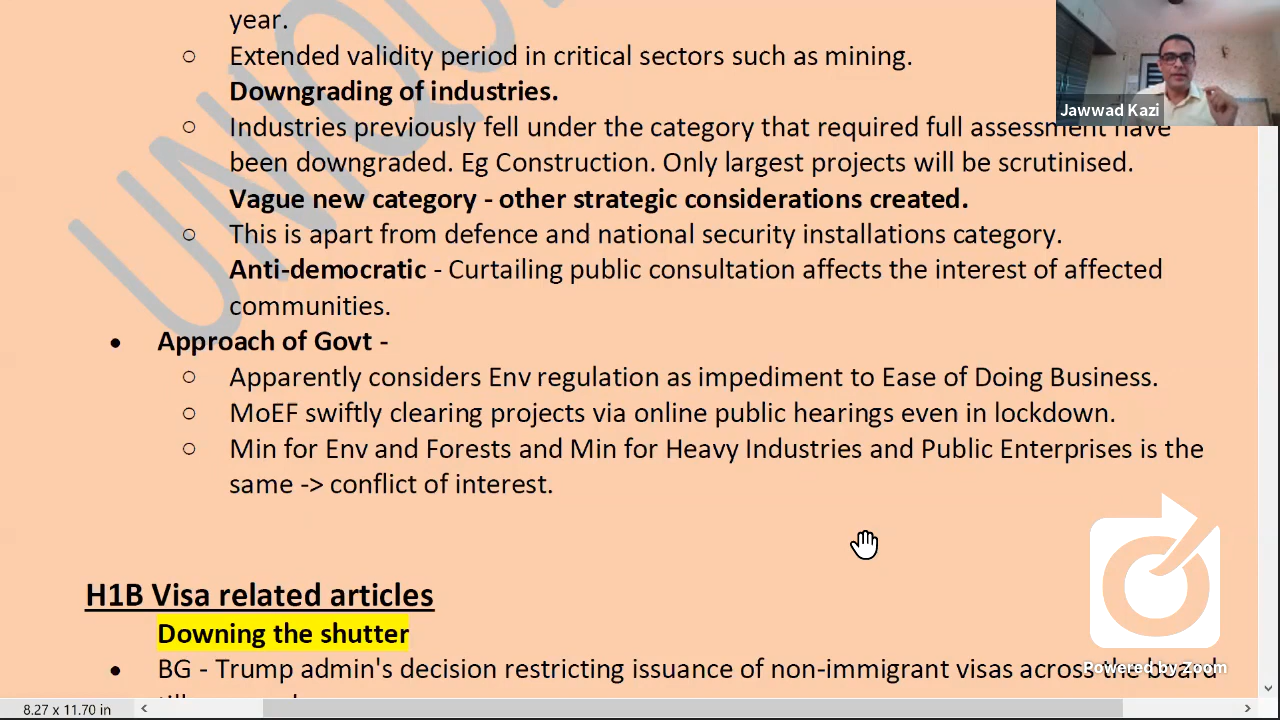 year.
○ Extended validity period in critical sectors such as mining.
Downgrading of industries.
○ Industries previously fell under the category that required full assessment have
been downgraded. Eg Construction. Only largest projects will be scrutinised.
Vague new category - other strategic considerations created.
○ This is apart from defence and national security installations category.
Anti-democratic - Curtailing public consultation affects the interest of affected
communities.
● Approach of Govt -
○ Apparently considers Env regulation as impediment to Ease of Doing Business.
○ MoEF swiftly clearing projects via online public hearings even in lockdown.
○ Min for Env and Forests and Min for Heavy Industries and Public Enterprises is the
same -> conflict of interest.
H1B Visa related articles
Downing the shutter
● BG - Trump admin's decision restricting issuance of non-immigrant visas across the board
8.27 x 11.70 in
Jawwad Kazi
Powered by Zoom
UNIQ